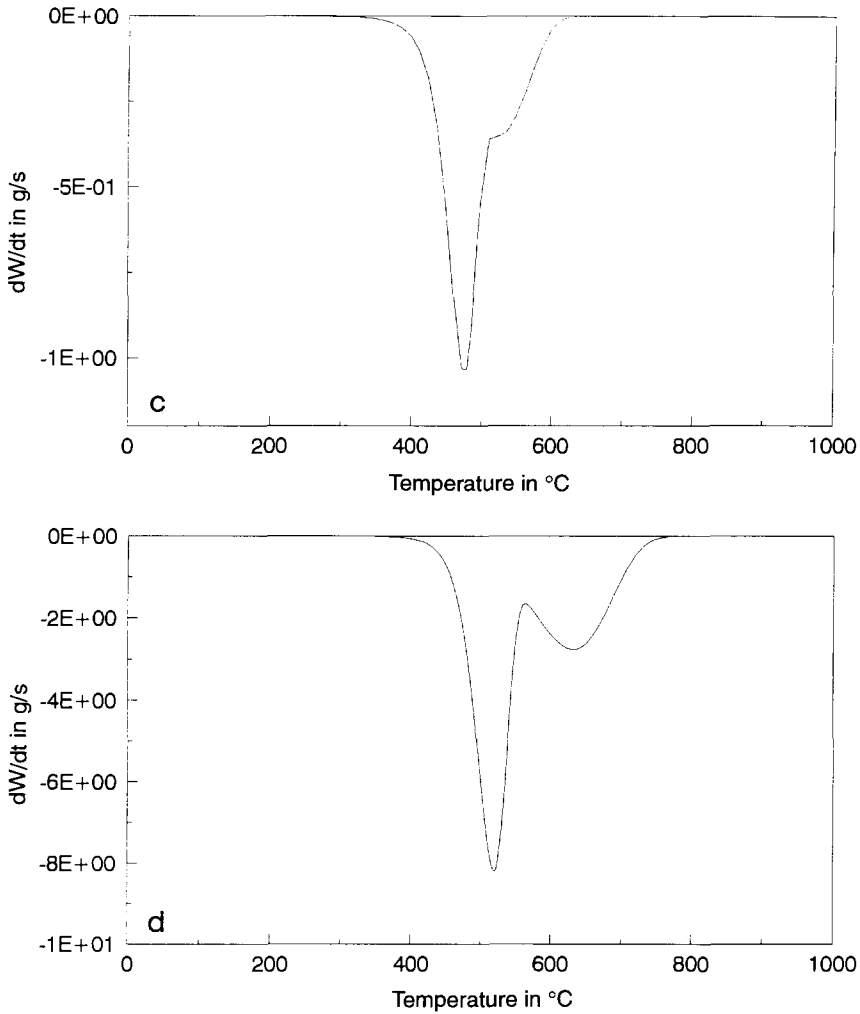 0E+00
-5E-01
-1E+00
dW/dt in g/s
c
0 200 400 600 800 1000
Temperature in °C
0E+00
-2E+00
-4E+00
-6E+00
-8E+00
-1E+01
dW/dt in g/s
d
0 200 400 600 800 1000
Temperature in °C